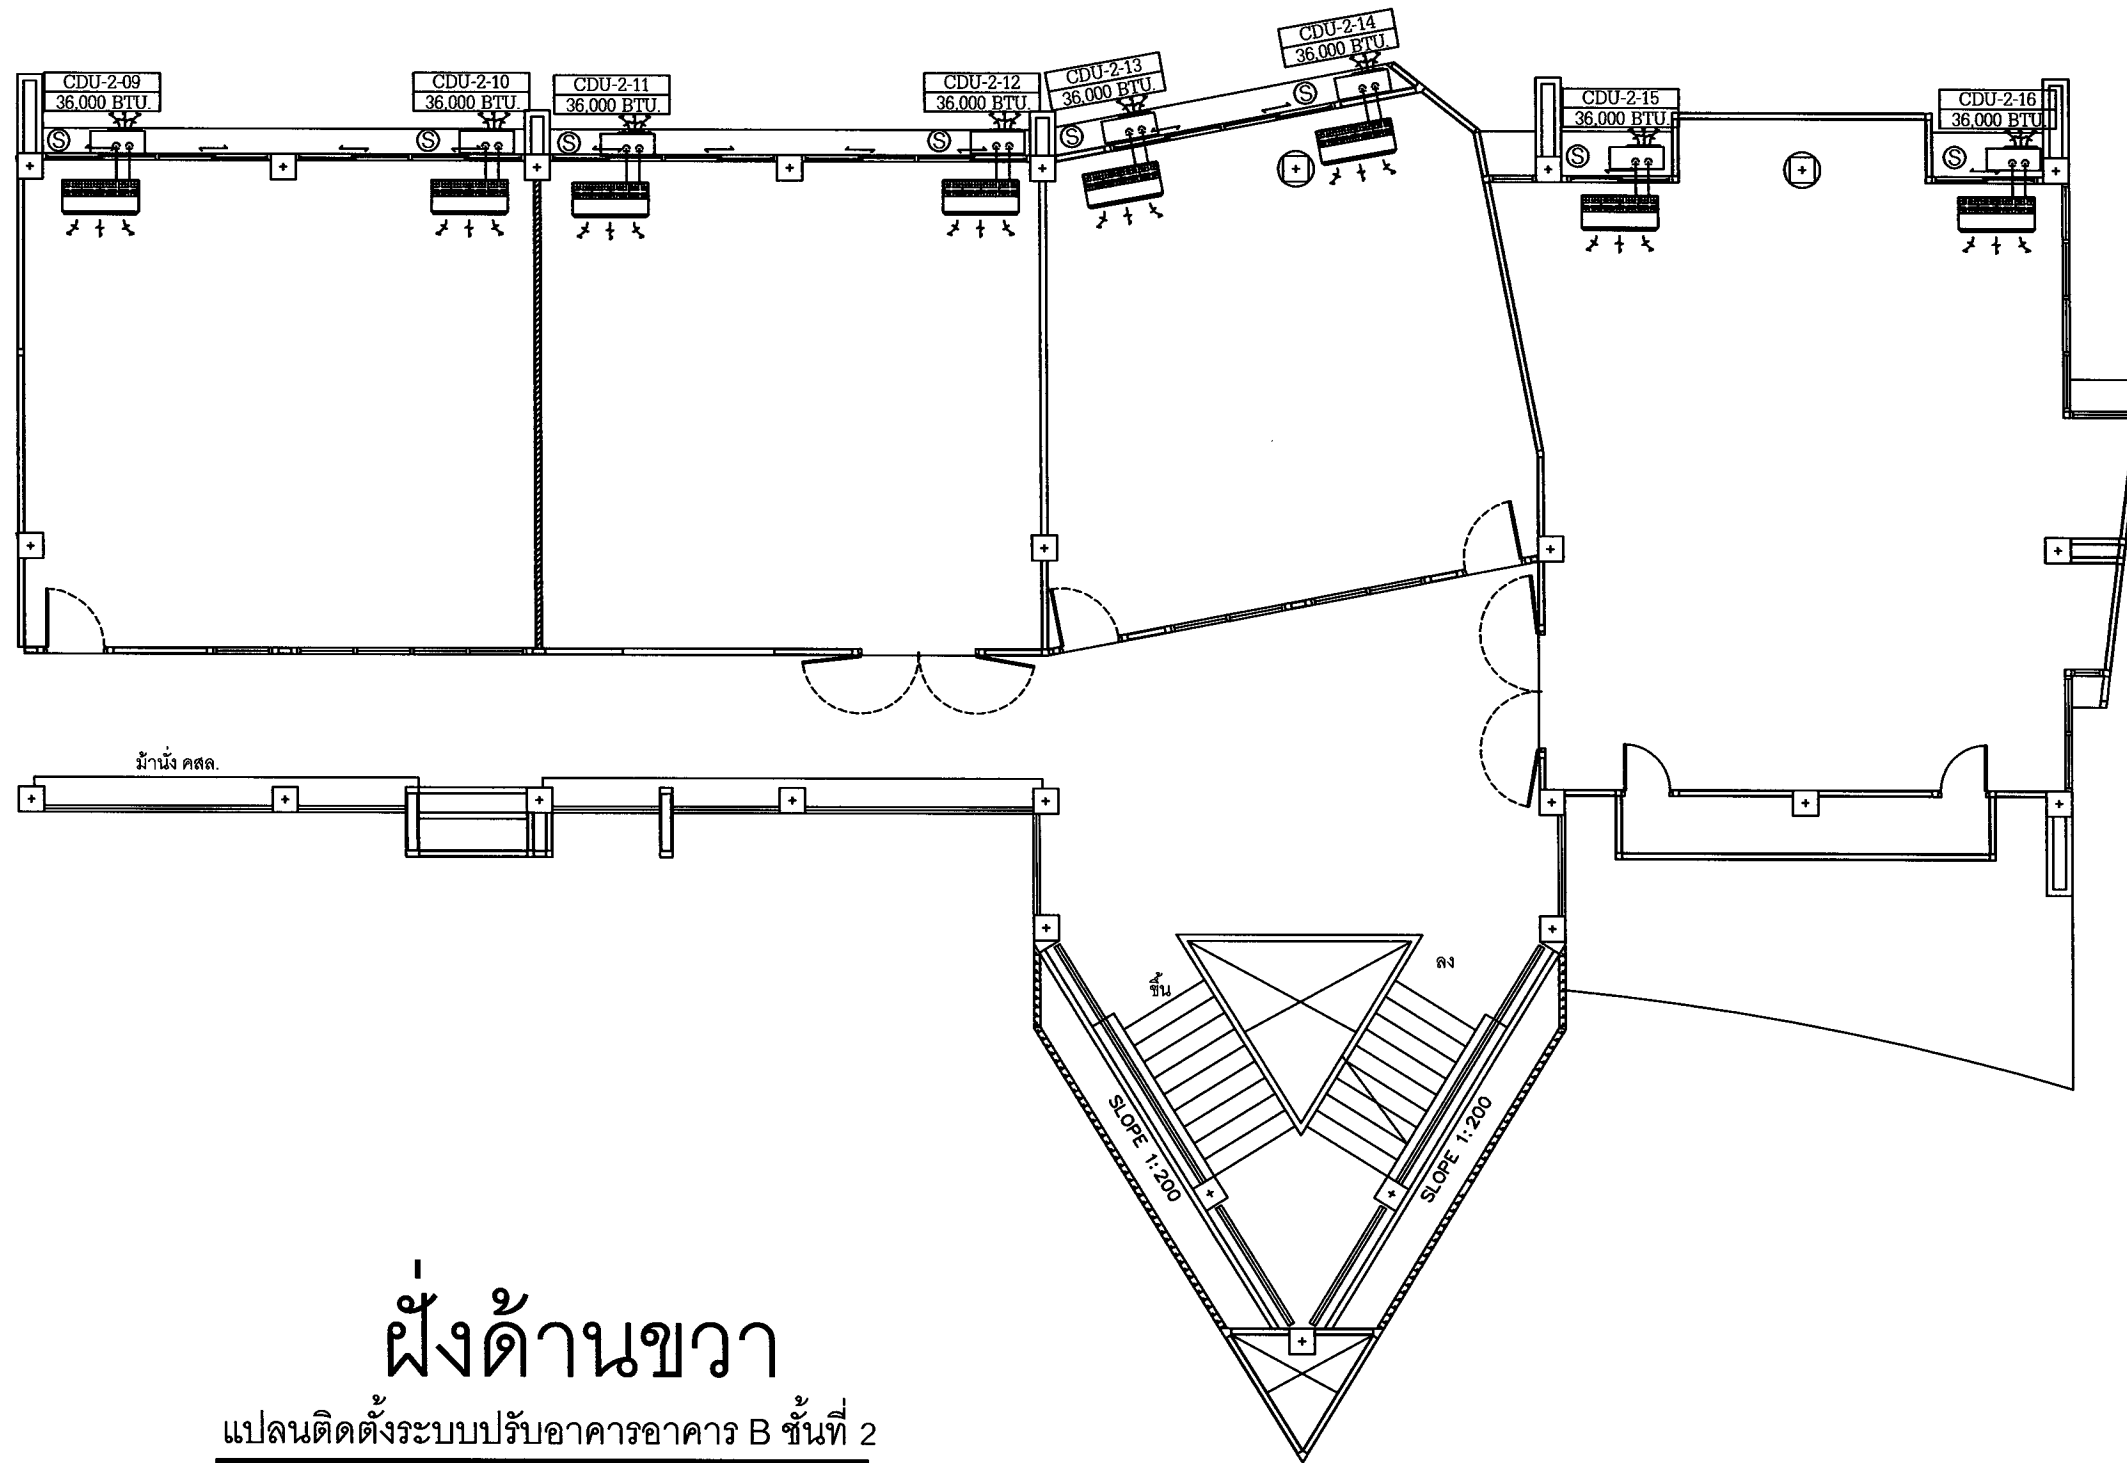 CDU-2-09
36,000 BTU.
CDU-2-10
36,000 BTU.
CDU-2-11
36,000 BTU.
CDU-2-12
36,000 BTU.
CDU-2-13
36,000 BTU.
CDU-2-14
36,000 BTU.
CDU-2-15
36,000 BTU.
CDU-2-16
36,000 BTU.
S
S
S
S
S
S
S
S
ม้านั่ง คสล.
ขึ้น
ลง
SLOPE 1:200
SLOPE 1:200
ฝั่งด้านขวา
แปลนติดตั้งระบบปรับอาคารอาคาร B ชั้นที่ 2